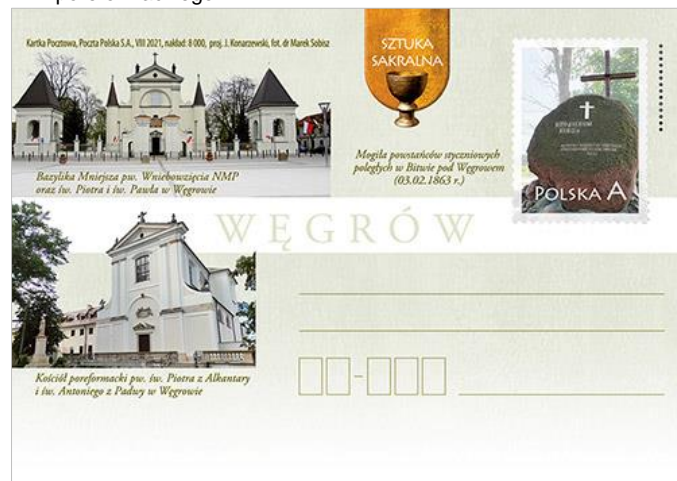 Kartka Pocztowa, Poczta Polska S.A., VIII 2021, nakład: 8 000, proj. J. Konarzewski, fot. dr Marek Sobisz
SZTUKA
SAKRALNA
Bazylika Mniejsza pw. Wniebowzięcia NMP
oraz św. Piotra i św. Pawła w Węgrowie
Mogiła powstańców styczniowych
poległych w Bitwie pod Węgrowem
(03.02.1863 r.)
POLSKA A
WĘGRÓW
Kościół poreformacki pw. św. Piotra z Alkantary
i św. Antoniego z Padwy w Węgrowie